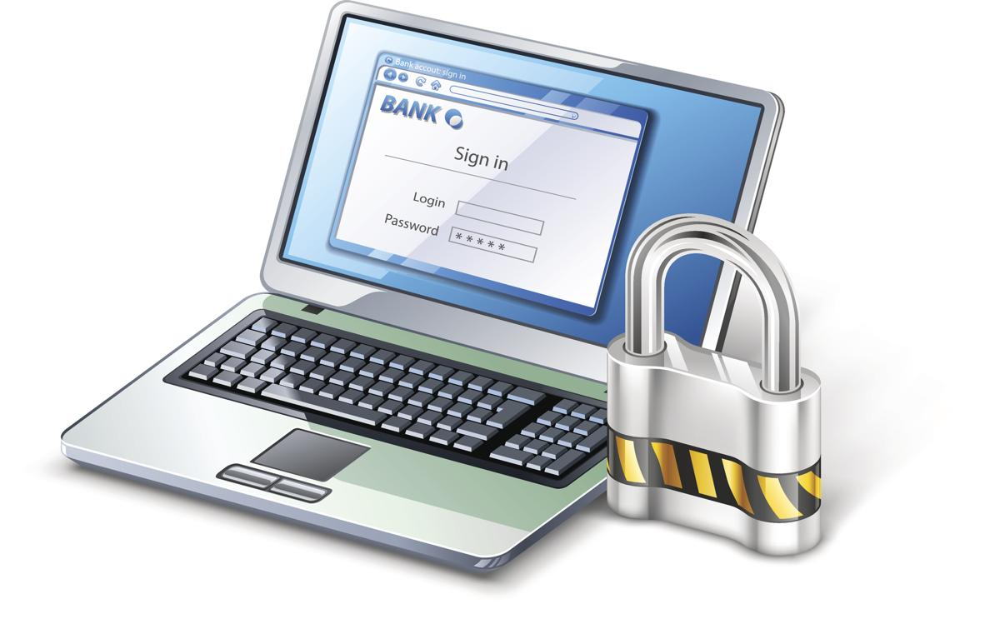 Bank accout: sign in
BANK
Sign in
Login
Password *****